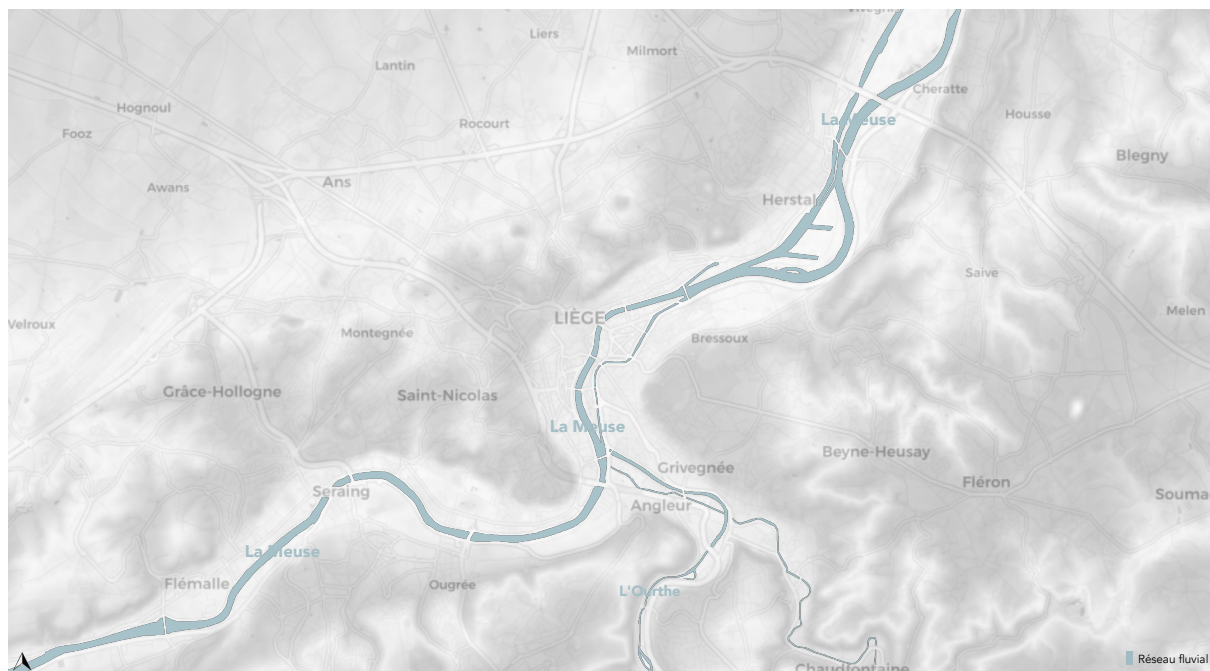 Liers
Milmort
Lantin
Cheratte
Hognoul
Housse
La Meuse
Rocourt
Fooz
Blegny
Ans
Awans
Herstal
Saive
Melen
LIÈGE
Velroux
Montegnée
Bressoux
Grâce-Hollogne
Saint-Nicolas
La Meuse
Beyne-Heusay
Grivegnée
Fléron
Seraing
Souma
Angleur
La Meuse
Flémalle
Ougrée
L'Ourthe
Réseau fluvial
Chaudfontaine